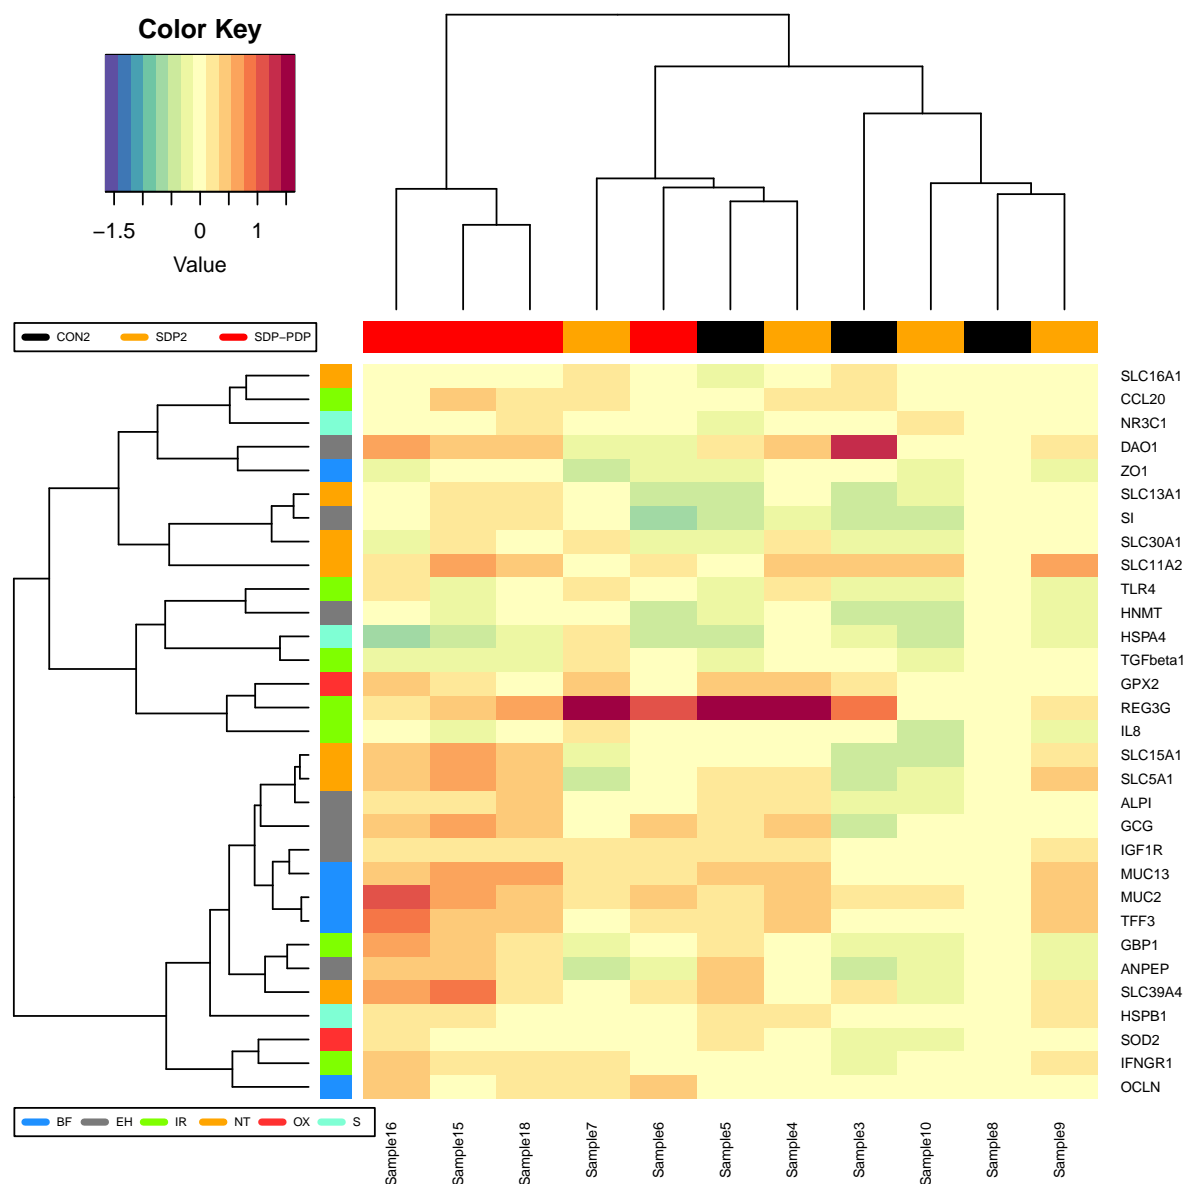 Color Key
−1.5 0 1
Value
CON2 SDP2 SDP−PDP
SLC16A1
CCL20
NR3C1
DAO1
ZO1
SLC13A1
SI
SLC30A1
SLC11A2
TLR4
HNMT
HSPA4
TGFbeta1
GPX2
REG3G
IL8
SLC15A1
SLC5A1
ALPI
GCG
IGF1R
MUC13
MUC2
TFF3
GBP1
ANPEP
SLC39A4
HSPB1
SOD2
IFNGR1
OCLN
BF EH IR NT OX S
Sample16
Sample15
Sample18
Sample7
Sample6
Sample5
Sample4
Sample3
Sample10
Sample8
Sample9